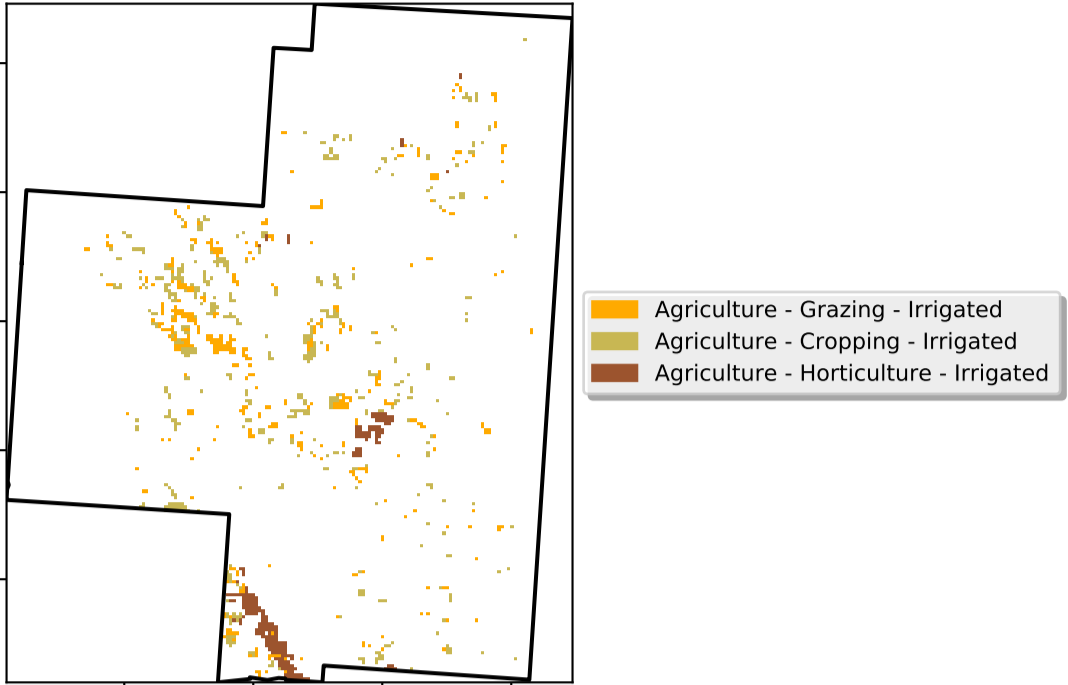 Agriculture - Grazing - Irrigated
Agriculture - Cropping - Irrigated
Agriculture - Horticulture - Irrigated